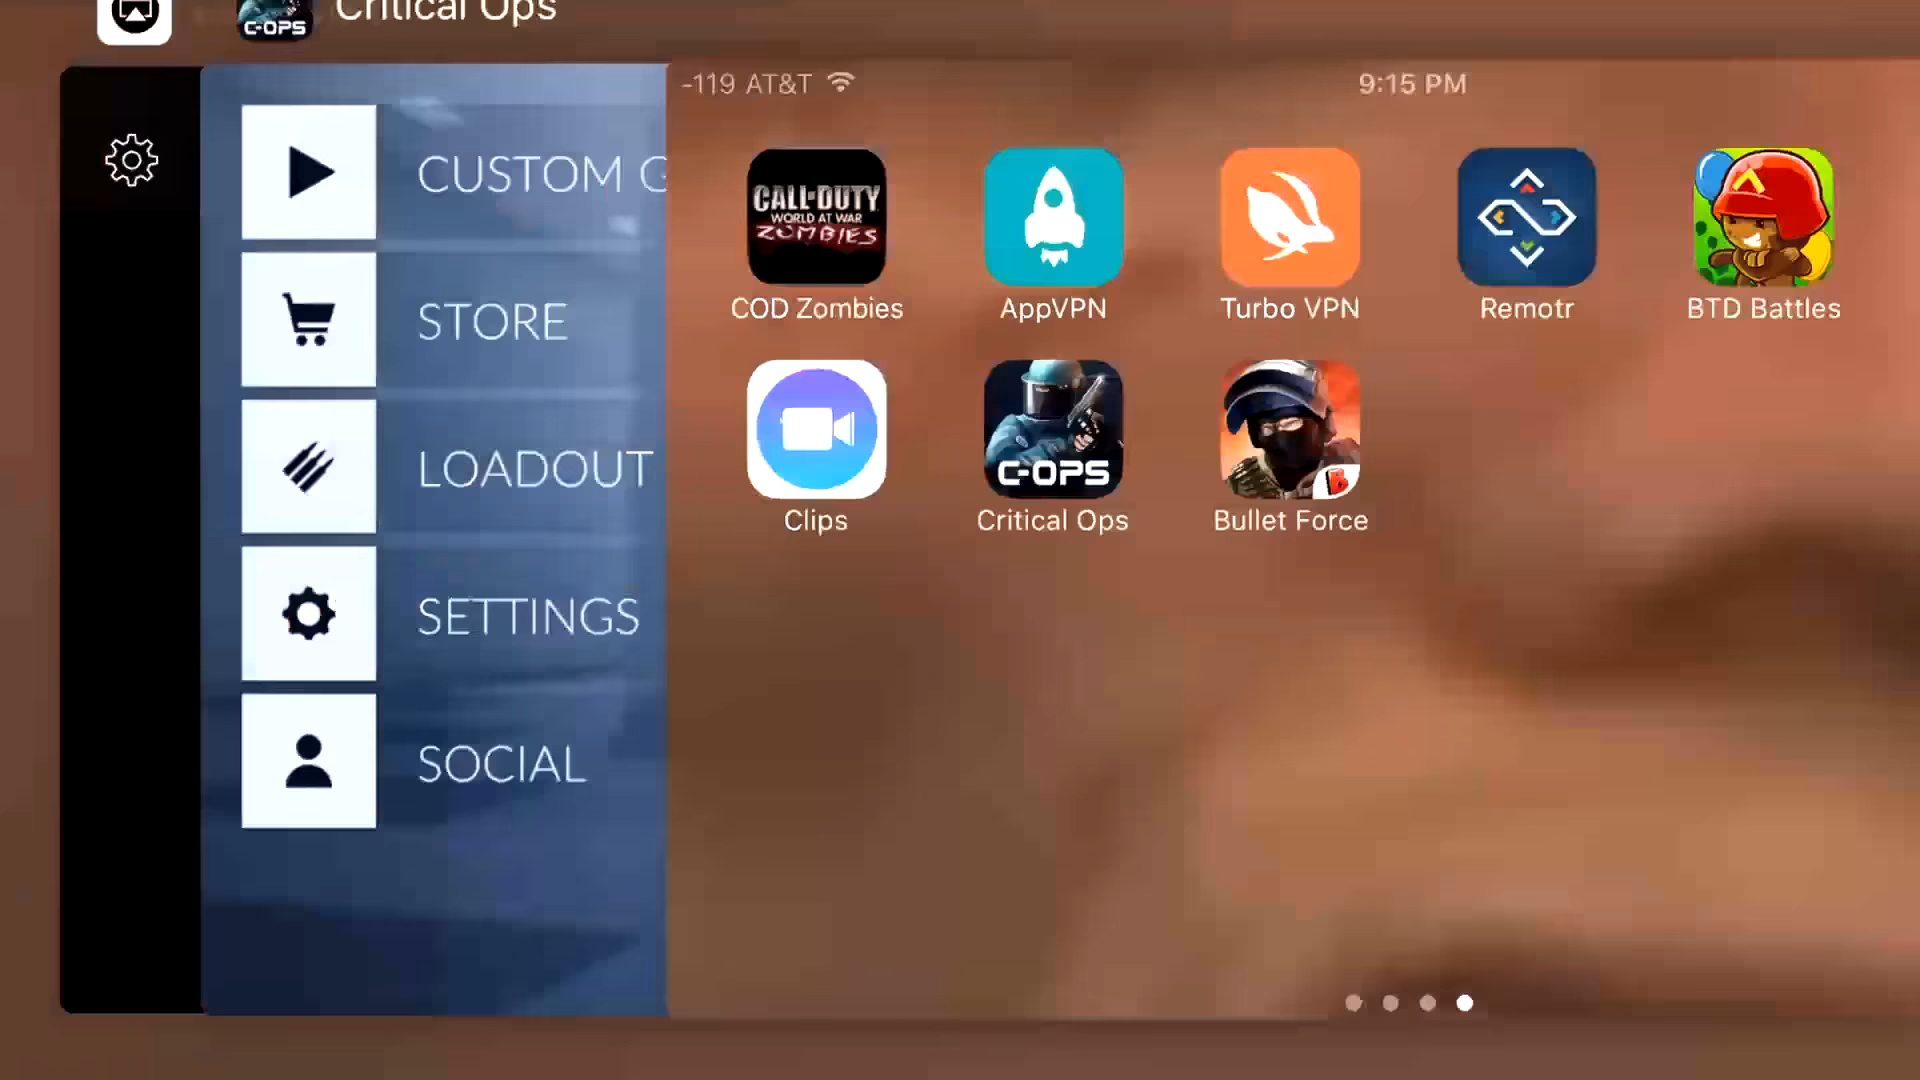 C-OPS
Critical Ops
-119 AT&T
9:15 PM
CUSTOM G
STORE
LOADOUT
SETTINGS
SOCIAL
CALL OF DUTY
WORLD AT WAR
ZOMBIES
COD Zombies
AppVPN
Turbo VPN
Remotr
BTD Battles
C-OPS
B
Clips
Critical Ops
Bullet Force